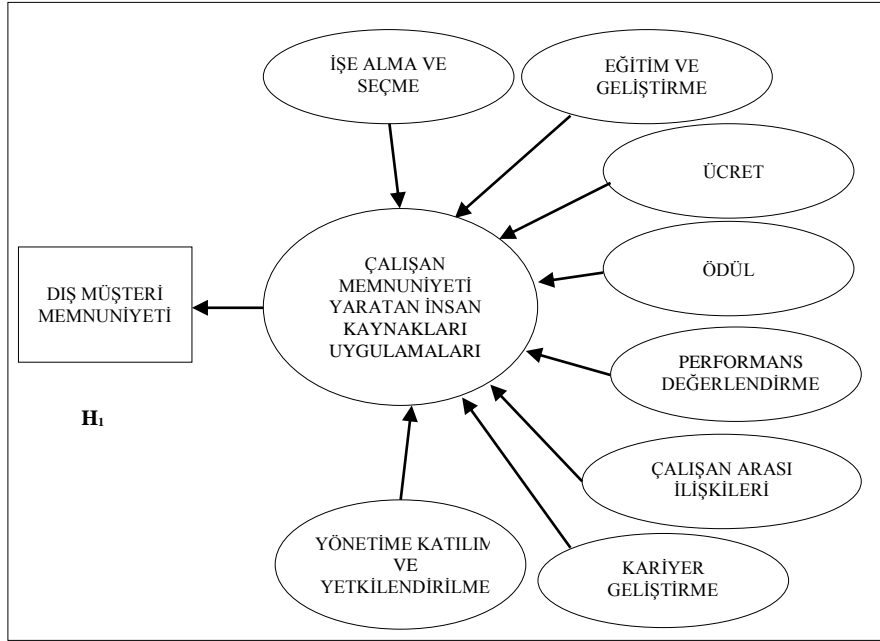 İŞE ALMA VE
SEÇME
EĞİTİM VE
GELİŞTİRME
ÜCRET
ÖDÜL
PERFORMANS
DEĞERLENDİRME
ÇALIŞAN ARASI
İLİŞKİLERİ
KARİYER
GELİŞTİRME
YÖNETİME KATILIM
VE
YETKİLENDİRILME
ÇALIŞAN
MEMNUNİYETİ
YARATAN İNSAN
KAYNAKLARI
UYGULAMALARI
DIŞ MÜŞTERİ
MEMNUNİYETİ
H₁